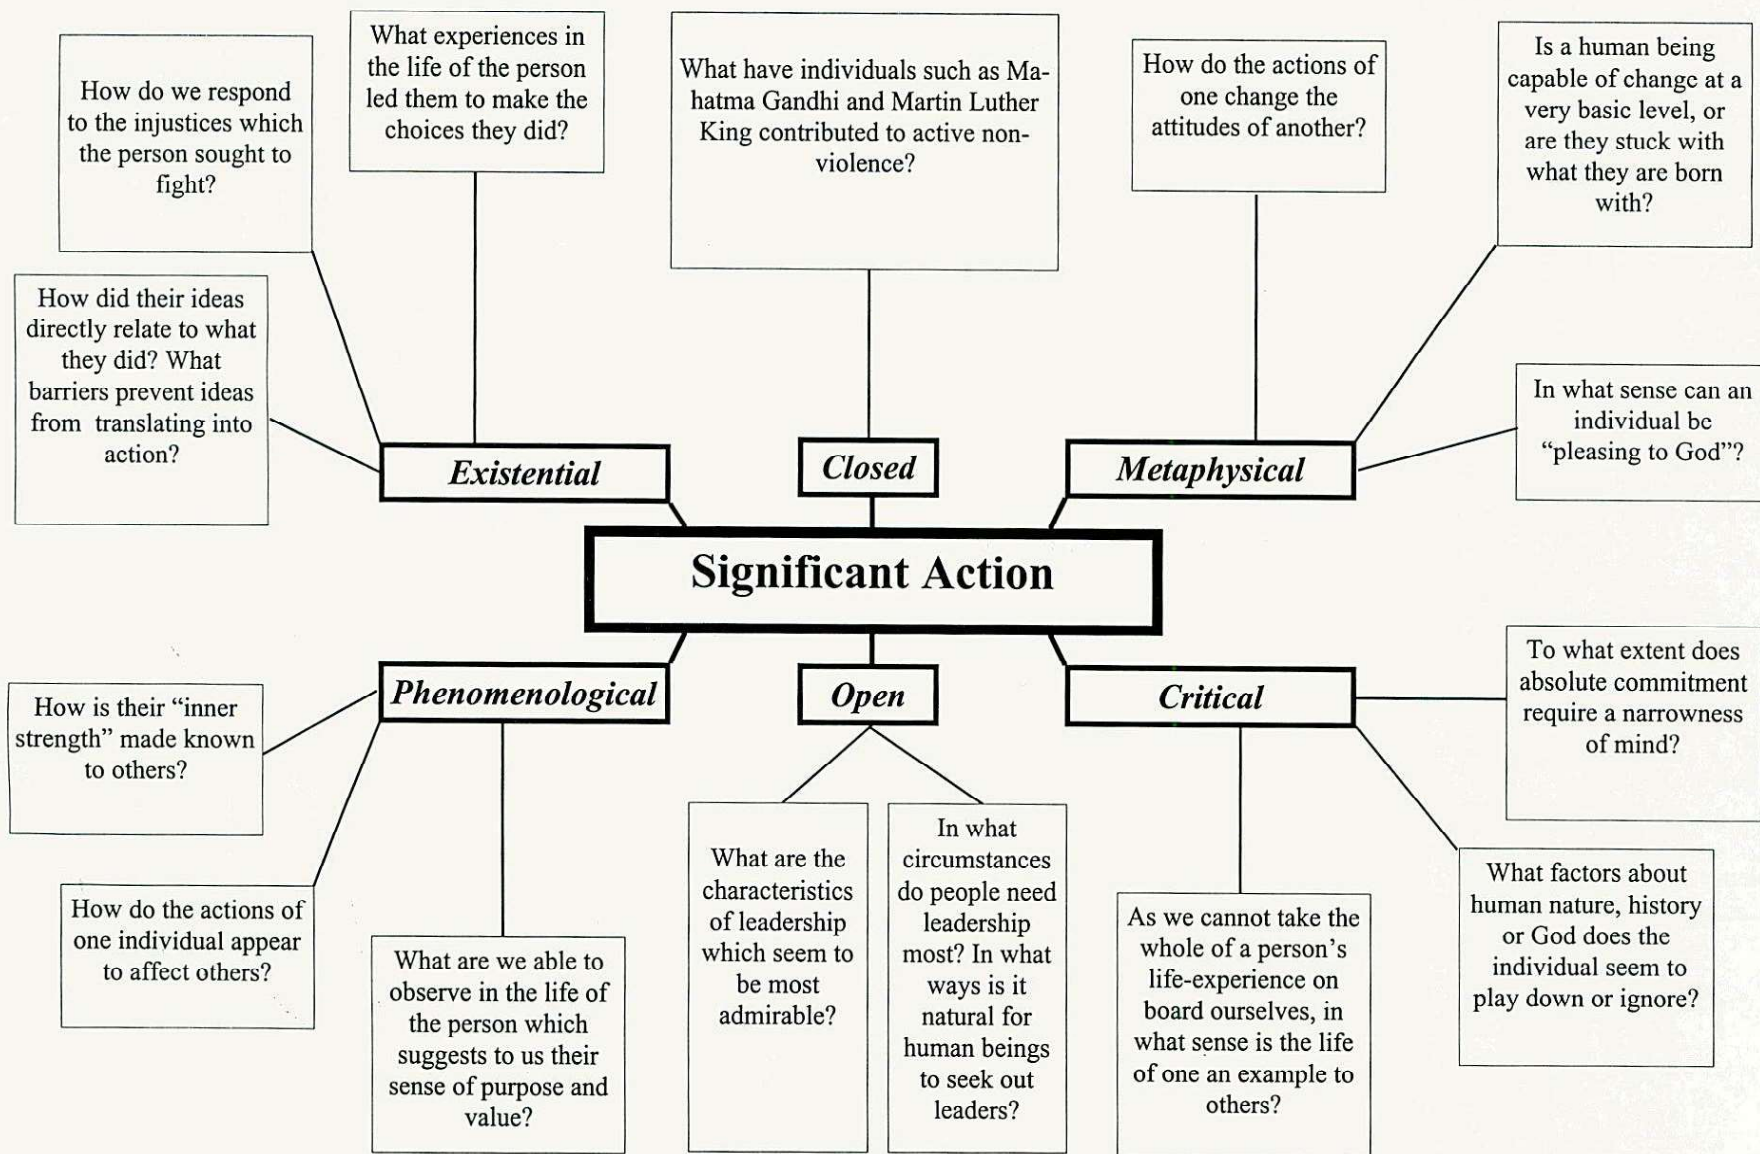 How do we respond
to the injustices which
the person sought to
fight?
What experiences in
the life of the person
led them to make the
choices they did?
What have individuals such as Ma-
hatma Gandhi and Martin Luther
King contributed to active non-
violence?
How do the actions of
one change the
attitudes of another?
Is a human being
capable of change at a
very basic level, or
are they stuck with
what they are born
with?
How did their ideas
directly relate to what
they did? What
barriers prevent ideas
from translating into
action?
In what sense can an
individual be
“pleasing to God”?
Existential
Closed
Metaphysical
Significant Action
Phenomenological
Open
Critical
How is their “inner
strength” made known
to others?
To what extent does
absolute commitment
require a narrowness
of mind?
How do the actions of
one individual appear
to affect others?
What are we able to
observe in the life of
the person which
suggests to us their
sense of purpose and
value?
What are the
characteristics
of leadership
which seem to
be most
admirable?
In what
circumstances
do people need
leadership
most? In what
ways is it
natural for
human beings
to seek out
leaders?
As we cannot take the
whole of a person’s
life-experience on
board ourselves, in
what sense is the life
of one an example to
others?
What factors about
human nature, history
or God does the
individual seem to
play down or ignore?